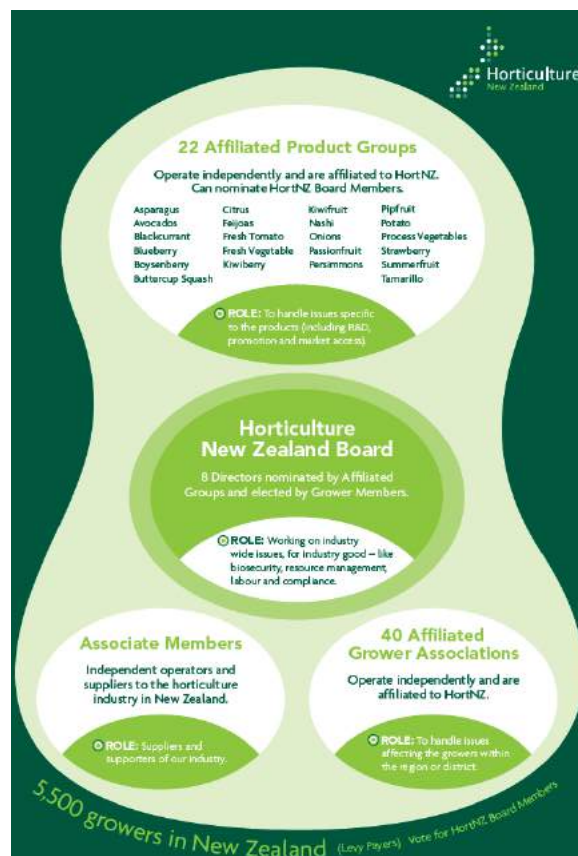 Horticulture
New Zealand
22 Affiliated Product Groups
Operate independently and are affiliated to HortNZ.
Can nominate HortNZ Board Members.
Asparagus
Avocados
Blackcurrant
Blueberry
Boysenberry
Buttercup Squash
Citrus
Feijoas
Fresh Tomato
Fresh Vegetable
Kiwiberry
Kiwifruit
Nashi
Onions
Passionfruit
Persimmons
Pipfruit
Potato
Process Vegetables
Strawberry
Summerfruit
Tamarillo
ROLE: To handle issues specific
to the products (including R&D,
promotion and market access).
Horticulture
New Zealand Board
8 Directors nominated by Affiliated
Groups and elected by Grower Members.
ROLE: Working on industry
wide issues, for industry good – like
biosecurity, resource management,
labour and compliance.
Associate Members
Independent operators and
suppliers to the horticulture
industry in New Zealand.
ROLE: Suppliers and
supporters of our industry.
40 Affiliated
Grower Associations
Operate independently and are
affiliated to HortNZ.
ROLE: To handle issues
affecting the growers within
the region or district.
5,500 growers in New Zealand (Levy Payers) Vote for HortNZ Board Members